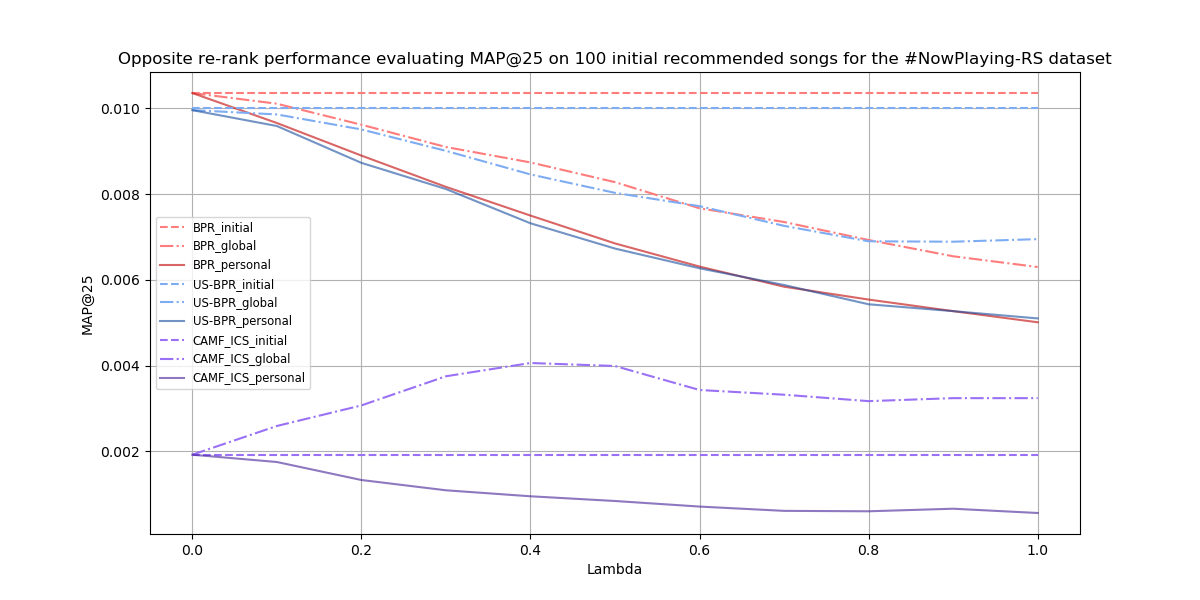 Opposite re-rank performance evaluating MAP@25 on 100 initial recommended songs for the #NowPlaying-RS dataset
MAP@25
0.010
0.008
0.006
0.004
0.002
BPR_initial
BPR_global
BPR_personal
US-BPR_initial
US-BPR_global
US-BPR_personal
CAMF_ICS_initial
CAMF_ICS_global
CAMF_ICS_personal
0.0 0.2 0.4 0.6 0.8 1.0
Lambda